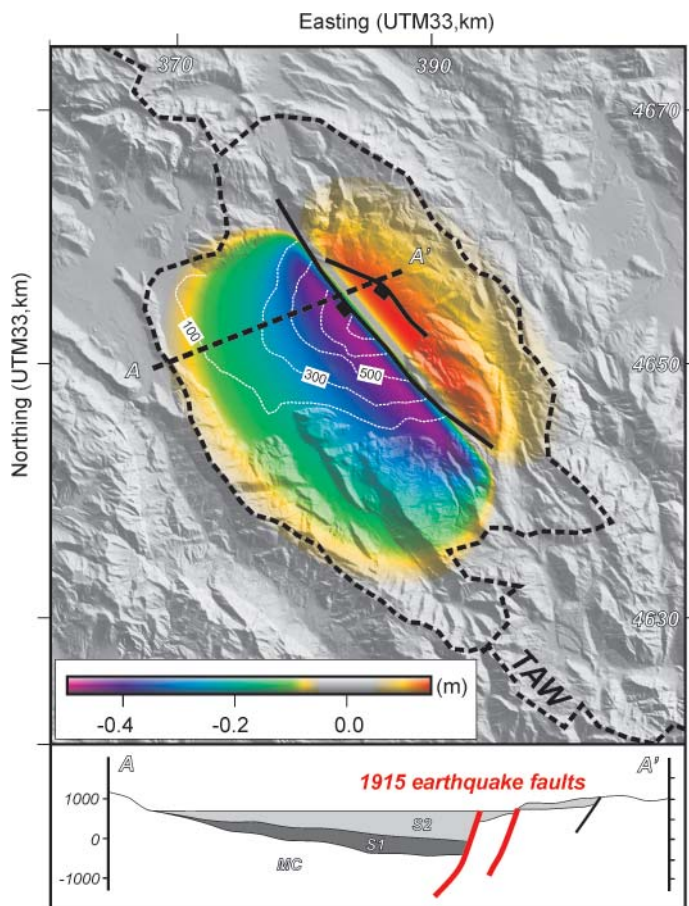 Easting (UTM33,km)
370
390
4670
A'
Northing (UTM33,km)
100
A
4650
300
500
4630
TAW
(m)
-0.4
-0.2
0.0
A
A'
1915 earthquake faults
1000
S2
0
S1
MC
-1000